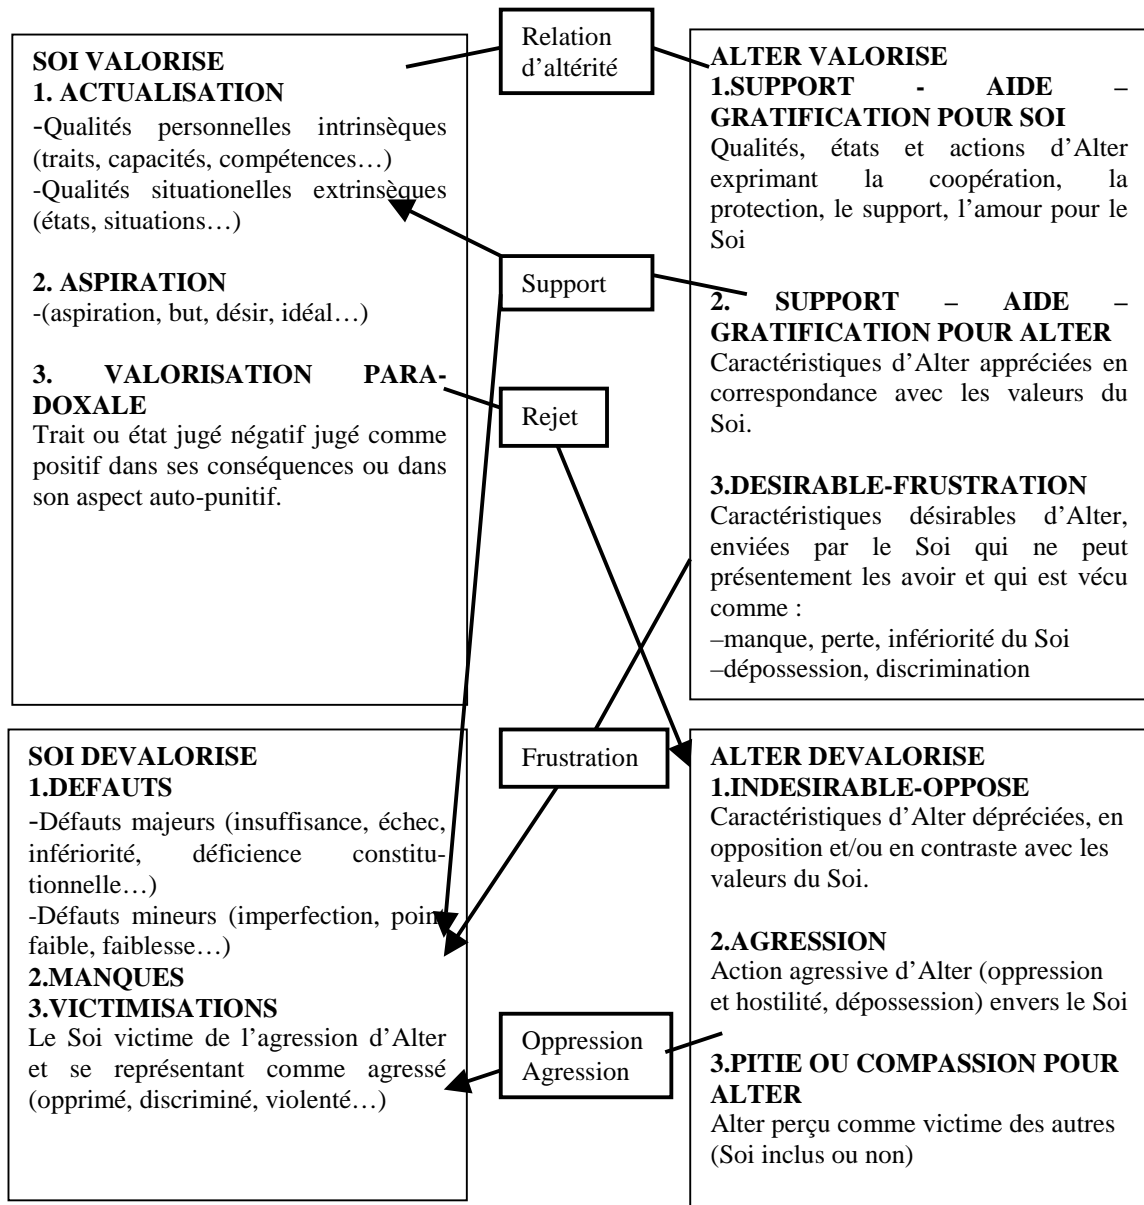 Relation
d'altérité
SOI VALORISE
1. ACTUALISATION
-Qualités personnelles intrinsèques
(traits, capacités, compétences…)
-Qualités situationelles extrinsèques
(états, situations…)
2. ASPIRATION
-(aspiration, but, désir, idéal…)
3. VALORISATION PARA-
DOXALE
Trait ou état jugé négatif jugé comme
positif dans ses conséquences ou dans
son aspect auto-punitif.
ALTER VALORISE
1.SUPPORT - AIDE –
GRATIFICATION POUR SOI
Qualités, états et actions d'Alter
exprimant la coopération, la
protection, le support, l'amour pour le
Soi
2. SUPPORT – AIDE –
GRATIFICATION POUR ALTER
Caractéristiques d'Alter appréciées en
correspondance avec les valeurs du
Soi.
3.DESIRABLE-FRUSTRATION
Caractéristiques désirables d'Alter,
enviées par le Soi qui ne peut
présentement les avoir et qui est vécu
comme :
–manque, perte, infériorité du Soi
–dépossession, discrimination
Support
Rejet
Frustration
SOI DEVALORISE
1.DEFAUTS
-Défauts majeurs (insuffisance, échec,
infériorité, déficience constitu-
tionnelle…)
-Défauts mineurs (imperfection, point
faible, faiblesse…)
2.MANQUES
3.VICTIMISATIONS
Le Soi victime de l'agression d'Alter
et se représentant comme agressé
(opprimé, discriminé, violenté…)
Oppression
Agression
ALTER DEVALORISE
1.INDESIRABLE-OPPOSE
Caractéristiques d'Alter dépréciées, en
opposition et/ou en contraste avec les
valeurs du Soi.
2.AGRESSION
Action agressive d'Alter (oppression
et hostilité, dépossession) envers le Soi
3.PITIE OU COMPASSION POUR
ALTER
Alter perçu comme victime des autres
(Soi inclus ou non)